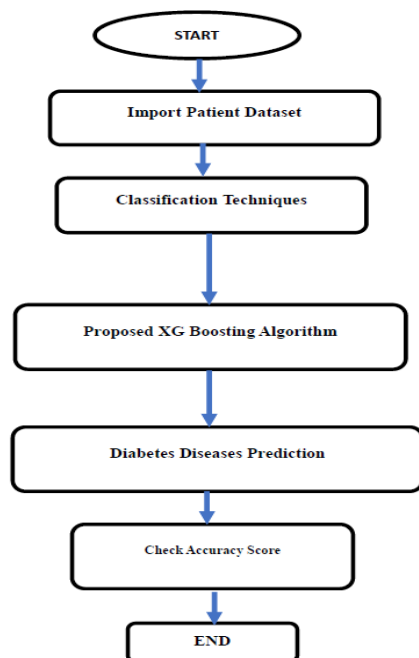 START
Import Patient Dataset
Classification Techniques
Proposed XG Boosting Algorithm
Diabetes Diseases Prediction
Check Accuracy Score
END